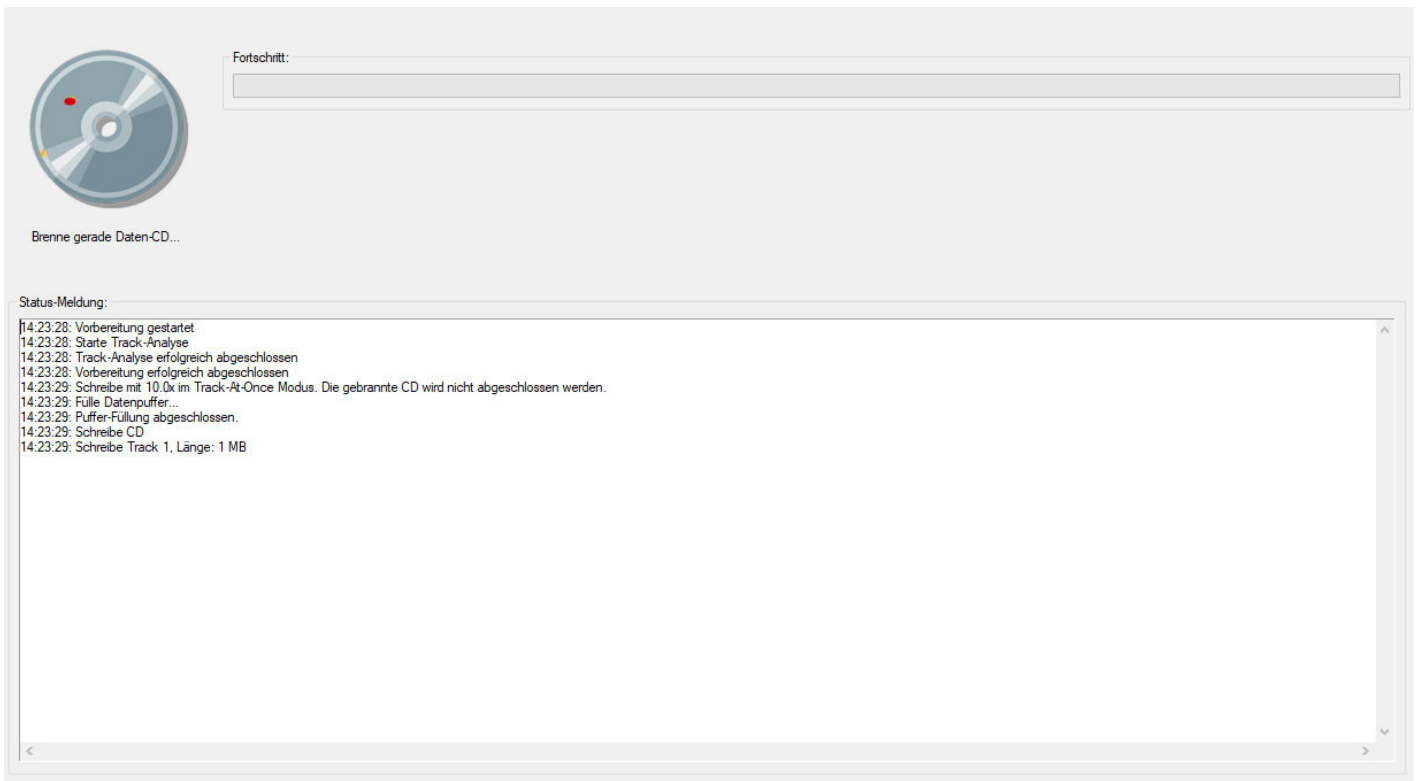 Fortschritt:
Brenne gerade Daten-CD...
Status-Meldung:
14:23:28: Vorbereitung gestartet
14:23:28: Starte Track-Analyse
14:23:28: Track-Analyse erfolgreich abgeschlossen
14:23:28: Vorbereitung erfolgreich abgeschlossen
14:23:29: Schreibe mit 10.0x im Track-At-Once Modus. Die gebrannte CD wird nicht abgeschlossen werden.
14:23:29: Fülle Datenpuffer...
14:23:29: Puffer-Füllung abgeschlossen.
14:23:29: Schreibe CD
14:23:29: Schreibe Track 1, Länge: 1 MB